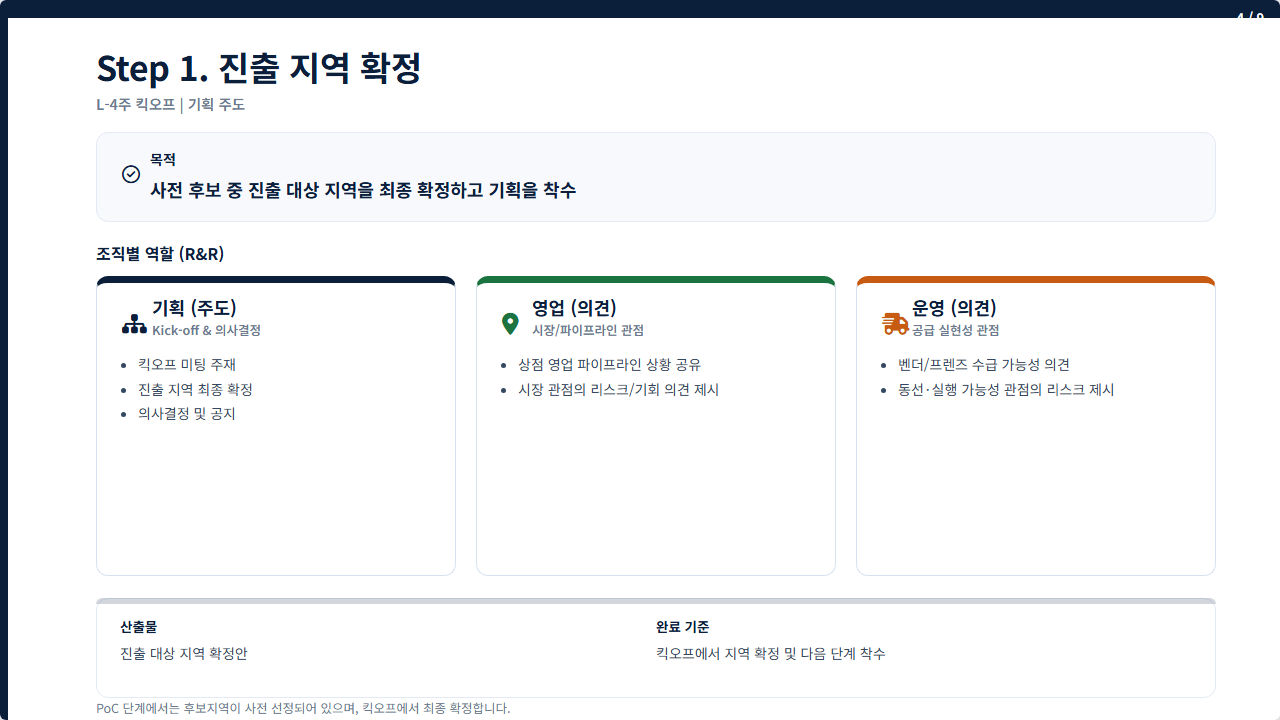 4 / 9
Step 1. 진출 지역 확정
L-4주 킥오프 | 기획 주도
목적
사전 후보 중 진출 대상 지역을 최종 확정하고 기획을 착수
조직별 역할 (R&R)
기획 (주도)
Kick-off & 의사결정
• 킥오프 미팅 주재
• 진출 지역 최종 확정
• 의사결정 및 공지
영업 (의견)
시장/파이프라인 관점
• 상점 영업 파이프라인 상황 공유
• 시장 관점의 리스크/기회 의견 제시
운영 (의견)
공급 실현성 관점
• 벤더/프렌즈 수급 가능성 의견
• 동선·실행 가능성 관점의 리스크 제시
산출물
진출 대상 지역 확정안
완료 기준
킥오프에서 지역 확정 및 다음 단계 착수
PoC 단계에서는 후보지역이 사전 선정되어 있으며, 킥오프에서 최종 확정합니다.